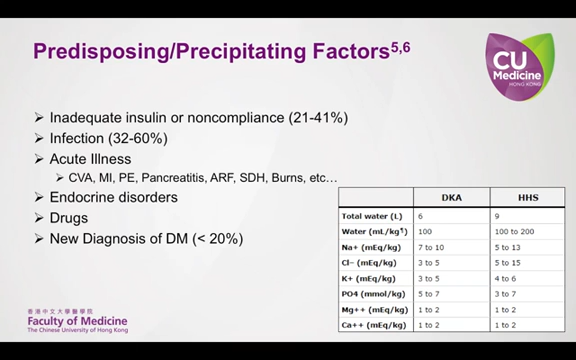 Predisposing/Precipitating Factors5,6
CU
Medicine
HONG KONG
➢ Inadequate insulin or noncompliance (21-41%)
➢ Infection (32-60%)
➢ Acute Illness
➢ CVA, MI, PE, Pancreatitis, ARF, SDH, Burns, etc…
➢ Endocrine disorders
➢ Drugs
➢ New Diagnosis of DM (< 20%)
DKA HHS
Total water (L) 6 9
Water (mL/kg¶) 100 100 to 200
Na+ (mEq/kg) 7 to 10 5 to 13
Cl− (mEq/kg) 3 to 5 5 to 15
K+ (mEq/kg) 3 to 5 4 to 6
PO4 (mmol/kg) 5 to 7 3 to 7
Mg++ (mEq/kg) 1 to 2 1 to 2
Ca++ (mEq/kg) 1 to 2 1 to 2
香港中文大學醫學院
Faculty of Medicine
The Chinese University of Hong Kong